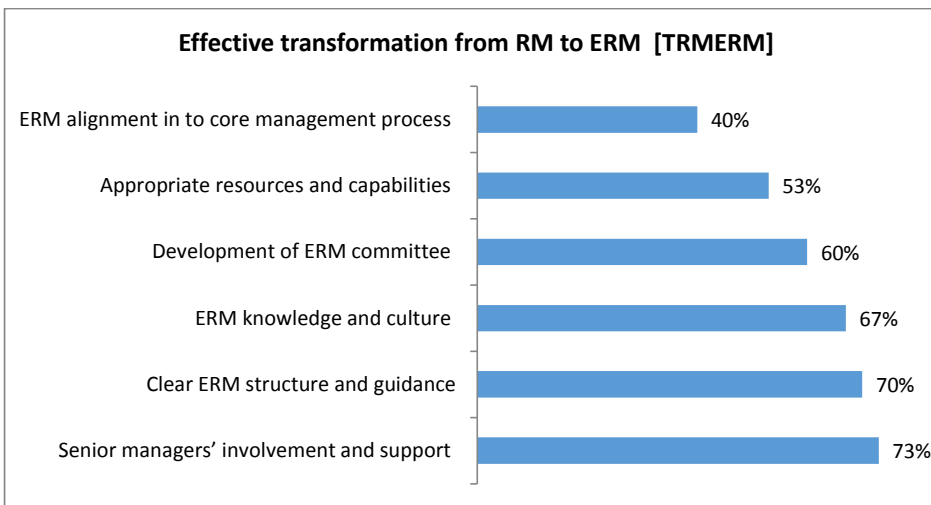 Effective transformation from RM to ERM [TRMERM]
ERM alignment in to core management process 40%
Appropriate resources and capabilities 53%
Development of ERM committee 60%
ERM knowledge and culture 67%
Clear ERM structure and guidance 70%
Senior managers’ involvement and support 73%